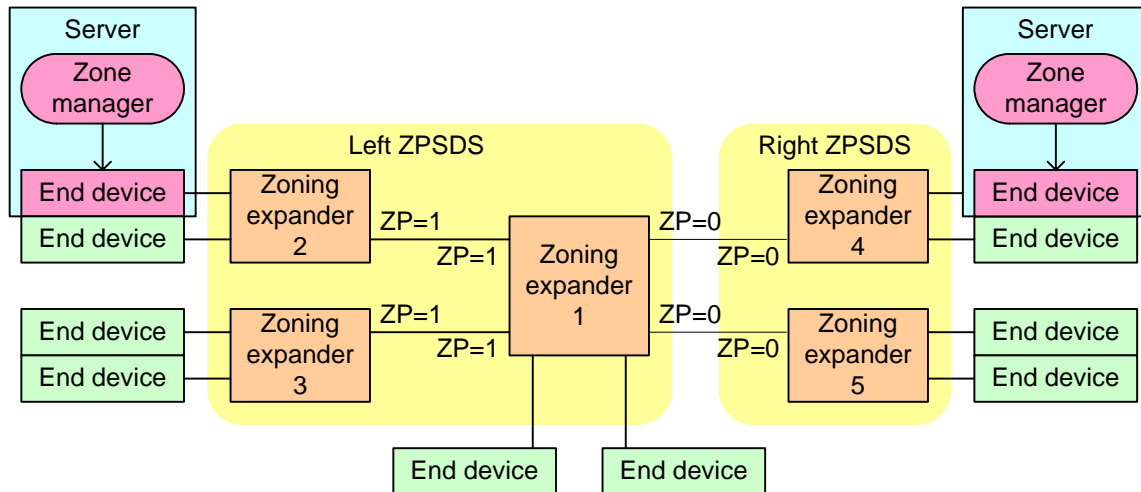 Server
Zone
manager
End device
End device
End device
End device
Left ZPSDS
Zoning
expander
2
Zoning
expander
3
ZP=1
ZP=1
ZP=1
ZP=1
Zoning
expander
1
End device
End device
ZP=0
ZP=0
ZP=0
ZP=0
Right ZPSDS
Zoning
expander
4
Zoning
expander
5
Server
Zone
manager
End device
End device
End device
End device